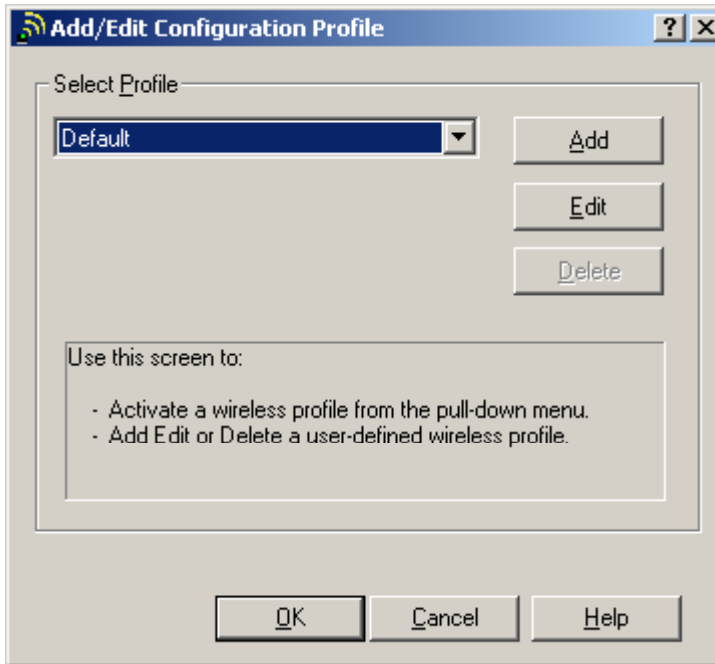 Add/Edit Configuration Profile
Select Profile
Default
Add
Edit
Delete
Use this screen to:
- Activate a wireless profile from the pull-down menu.
- Add Edit or Delete a user-defined wireless profile.
OK Cancel Help